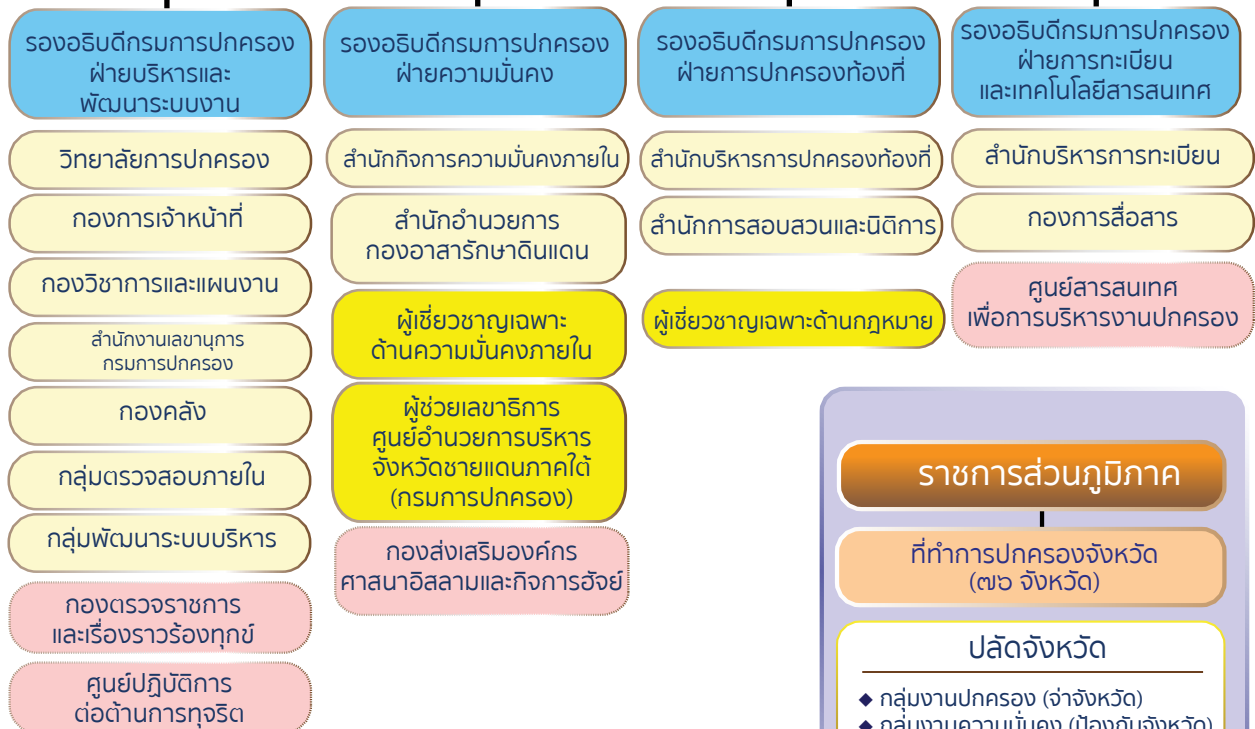 รองอธิบดีกรมการปกครอง
ฝ่ายบริหารและ
พัฒนาระบบงาน
วิทยาลัยการปกครอง
กองการเจ้าหน้าที่
กองวิชาการและแผนงาน
สำนักงานเลขานุการ
กรมการปกครอง
กองคลัง
กลุ่มตรวจสอบภายใน
กลุ่มพัฒนาระบบบริหาร
กองตรวจราชการ
และเรื่องราวร้องทุกข์
ศูนย์ปฏิบัติการ
ต่อต้านการทุจริต
รองอธิบดีกรมการปกครอง
ฝ่ายความมั่นคง
สำนักกิจการความมั่นคงภายใน
สำนักอำนวยการ
กองอาสารักษาดินแดน
ผู้เชี่ยวชาญเฉพาะ
ด้านความมั่นคงภายใน
ผู้ช่วยเลขาธิการ
ศูนย์อำนวยการบริหาร
จังหวัดชายแดนภาคใต้
(กรมการปกครอง)
กองส่งเสริมองค์กร
ศาสนาอิสลามและกิจการฮัจย์
รองอธิบดีกรมการปกครอง
ฝ่ายการปกครองท้องที่
สำนักบริหารการปกครองท้องที่
สำนักการสอบสวนและนิติการ
ผู้เชี่ยวชาญเฉพาะด้านกฎหมาย
รองอธิบดีกรมการปกครอง
ฝ่ายการทะเบียน
และเทคโนโลยีสารสนเทศ
สำนักบริหารการทะเบียน
กองการสื่อสาร
ศูนย์สารสนเทศ
เพื่อการบริหารงานปกครอง
ราชการส่วนภูมิภาค
ที่ทำการปกครองจังหวัด
(๗๖ จังหวัด)
ปลัดจังหวัด
◆ กลุ่มงานปกครอง (จ่าจังหวัด)
◆ กลุ่มงานความมั่นคง (ป้องกันจังหวัด)